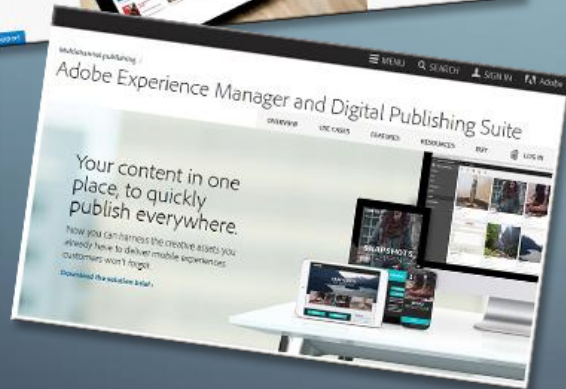 Multichannel publishing /
MENU SEARCH SIGN IN Adobe
Adobe Experience Manager and Digital Publishing Suite
OVERVIEW USE CASES FEATURES RESOURCES BUY LOG IN
Your content in one
place, to quickly
publish everywhere.
Now you can harness the creative assets you
already have to deliver mobile experiences
customers won't forget.
Download the solution brief ›
SNAPSHOTS